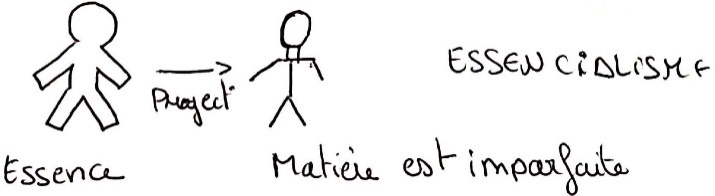 ESSENCIALISME
Project
Essence
Matière est imparfaite